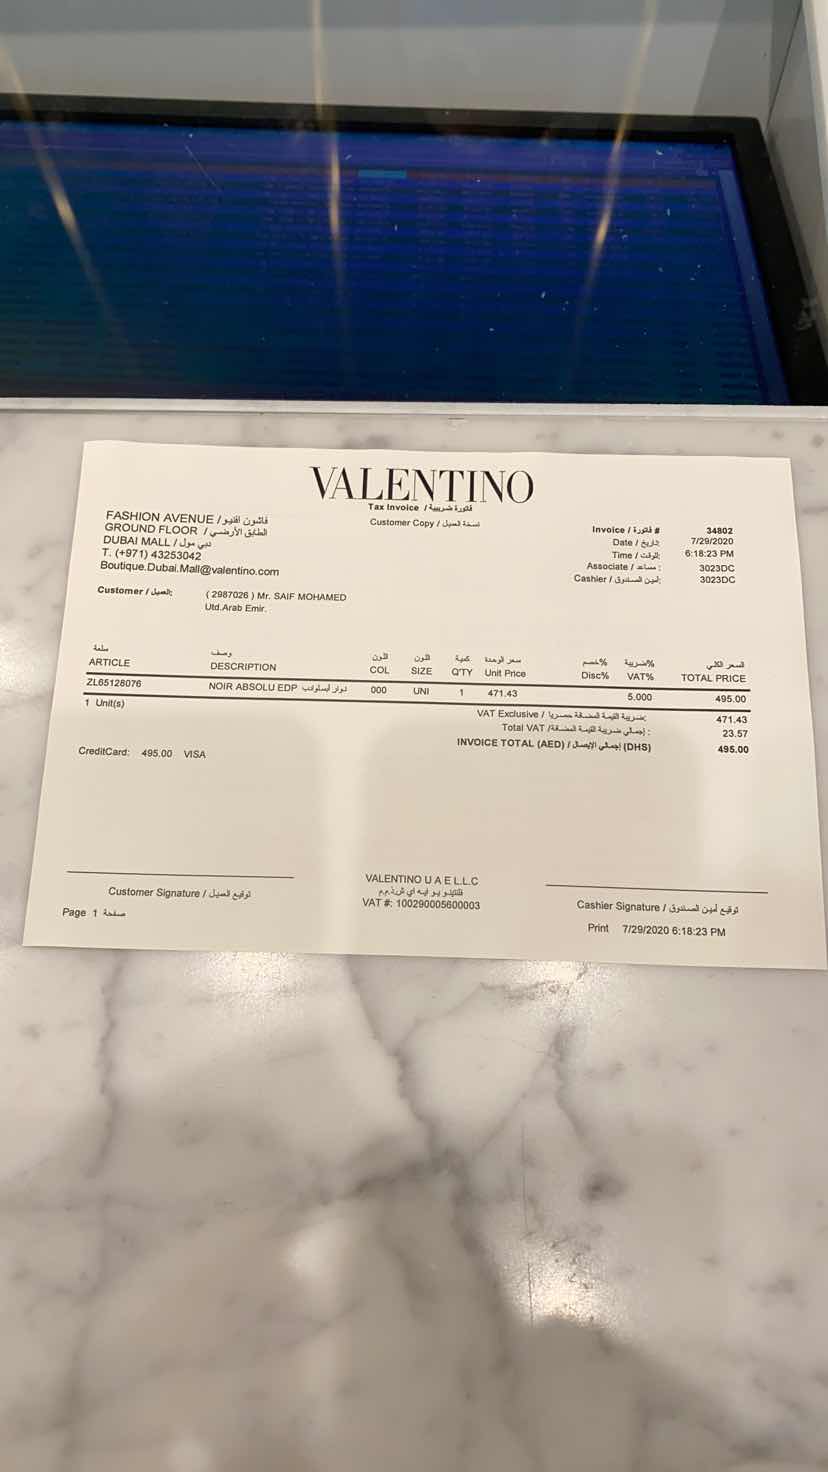 VALENTINO
Tax Invoice / فاتورة ضريبية
Customer Copy / نسخة العميل
FASHION AVENUE / فاشون افنيو
GROUND FLOOR / الطابق الأرضي
DUBAI MALL / دبي مول
T. (+971) 43253042
Boutique.Dubai.Mall@valentino.com
Invoice / فاتورة # 34802
Date / تاريخ: 7/29/2020
Time / الوقت: 6:18:23 PM
Associate / مساعد : 3023DC
Cashier / أمين الصندوق: 3023DC
Customer / العميل: ( 2987026 ) Mr. SAIF MOHAMED
Utd.Arab Emir.
سلعة وصف اللون اللون كمية سعر الوحدة خصم% ضريبة% السعر الكلي
ARTICLE DESCRIPTION COL SIZE Q'TY Unit Price Disc% VAT% TOTAL PRICE
ZL65128076 NOIR ABSOLU EDP 000 UNI 1 471.43 5.000 495.00
1 Unit(s)
VAT Exclusive / ضريبة القيمة المضافة حصريا: 471.43
Total VAT / إجمالي ضريبة القيمة المضافة : 23.57
INVOICE TOTAL (AED) / إجمالي الإيصال (DHS) 495.00
CreditCard: 495.00 VISA
Customer Signature / توقيع العميل
VALENTINO U A E L.L.C
فالنتينو يو ايه أي ش.ذ.م.م
VAT #: 100290005600003
Cashier Signature / توقيع أمين الصندوق
Page 1 صفحة
Print 7/29/2020 6:18:23 PM